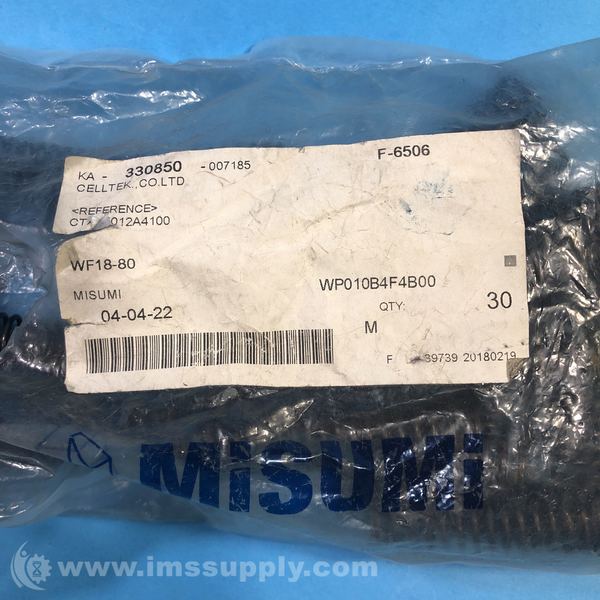 F-6506
KA - 330850 -007185
CELLTEK.,CO.LTD
<REFERENCE>
012A4100
WF18-80
MISUMI
WP010B4F4B00
04-04-22
QTY: 30
M
F 39739 20180219
MiSUMi
www.imssupply.com